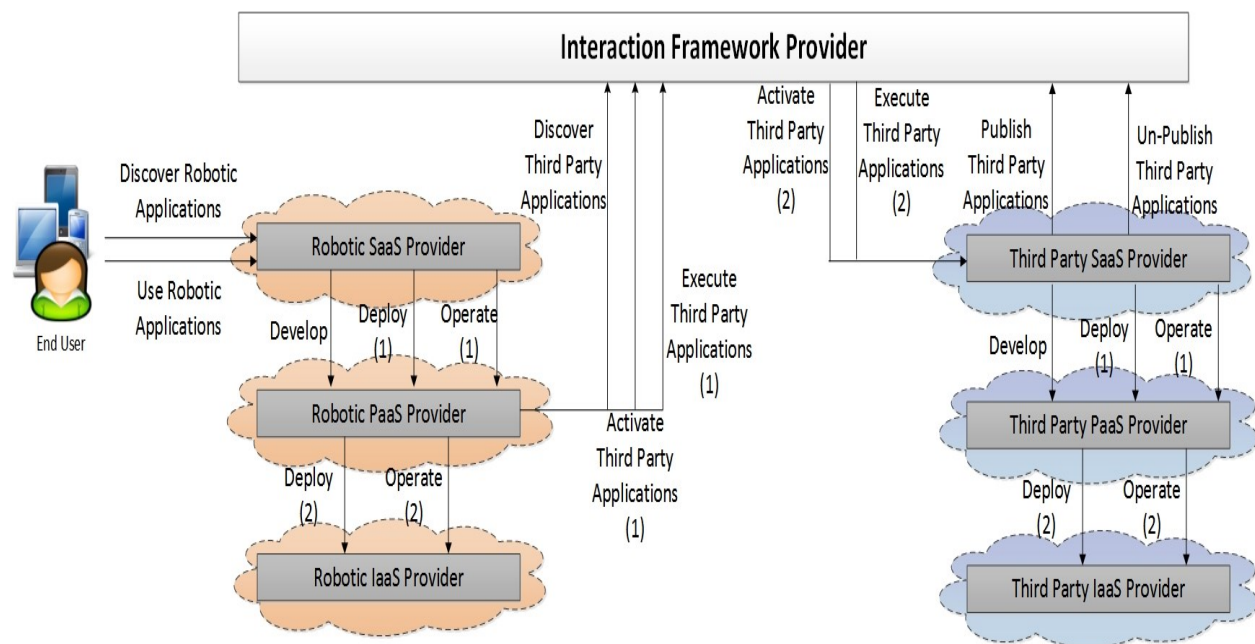 Interaction Framework Provider
Discover
Third Party
Applications
Activate
Third Party
Applications
(2)
Execute
Third Party
Applications
(2)
Publish
Third Party
Applications
Un-Publish
Third Party
Applications
Discover Robotic
Applications
Use Robotic
Applications
End User
Robotic SaaS Provider
Develop
Deploy
(1)
Operate
(1)
Execute
Third Party
Applications
(1)
Robotic PaaS Provider
Activate
Third Party
Applications
(1)
Deploy
(2)
Operate
(2)
Robotic IaaS Provider
Third Party SaaS Provider
Develop
Deploy
(1)
Operate
(1)
Third Party PaaS Provider
Deploy
(2)
Operate
(2)
Third Party IaaS Provider